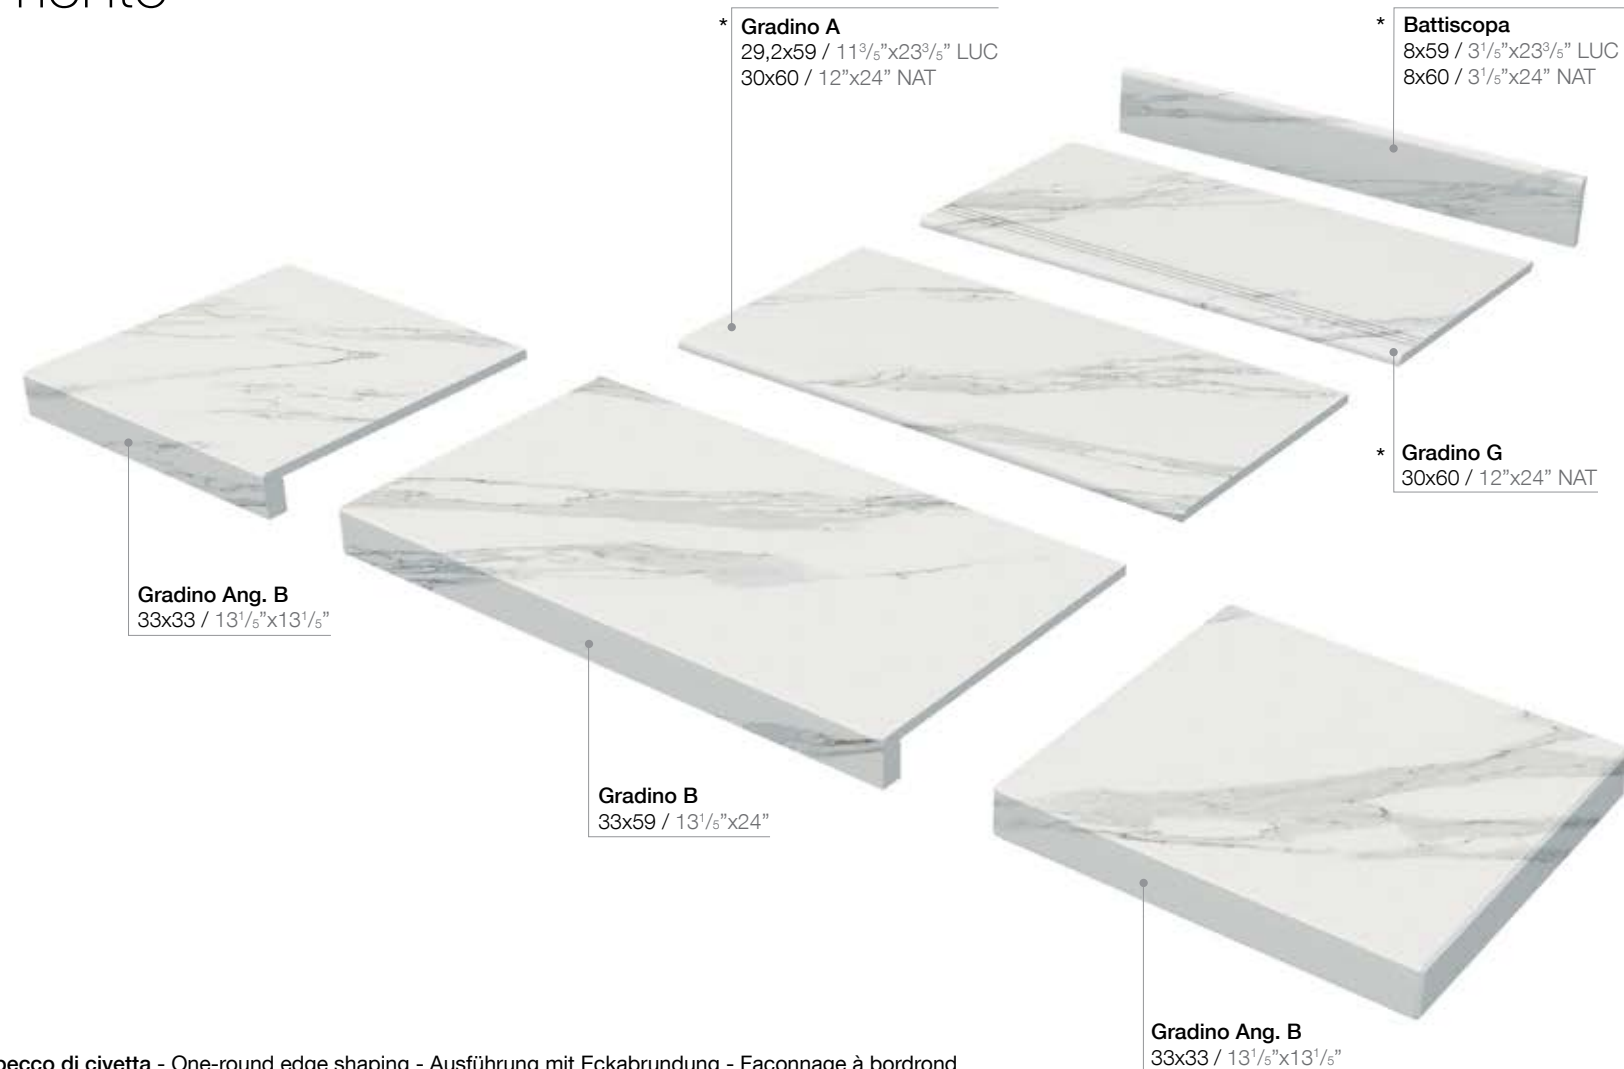 * Gradino A
29,2x59 / 11³/₅”x23³/₅” LUC
30x60 / 12”x24” NAT
* Battiscopa
8x59 / 3¹/₅”x23³/₅” LUC
8x60 / 3¹/₅”x24” NAT
* Gradino G
30x60 / 12”x24” NAT
Gradino Ang. B
33x33 / 13¹/₅”x13¹/₅”
Gradino B
33x59 / 13¹/₅”x24”
Gradino Ang. B
33x33 / 13¹/₅”x13¹/₅”
becco di civetta - One-round edge shaping - Ausführung mit Eckabrundung - Façonnage à bordrond